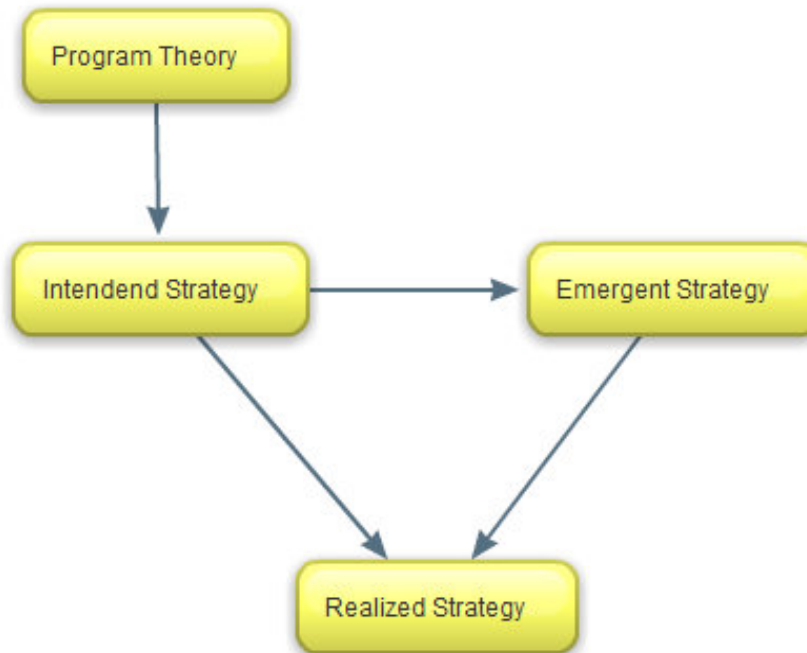 Program Theory
Intendend Strategy
Emergent Strategy
Realized Strategy